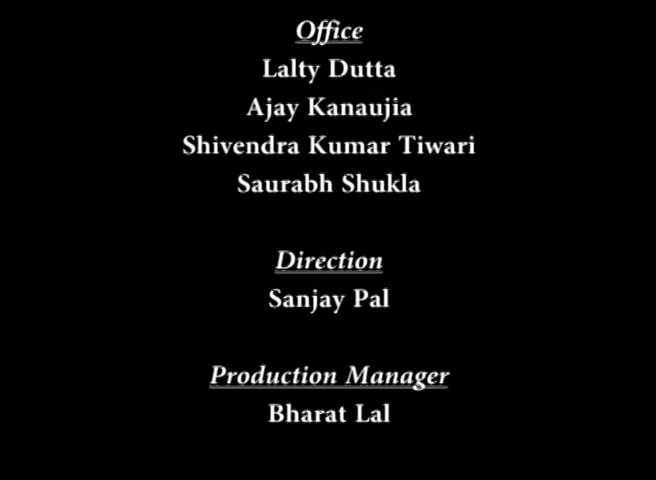 Office
Lalty Dutta
Ajay Kanaujia
Shivendra Kumar Tiwari
Saurabh Shukla
Direction
Sanjay Pal
Production Manager
Bharat Lal